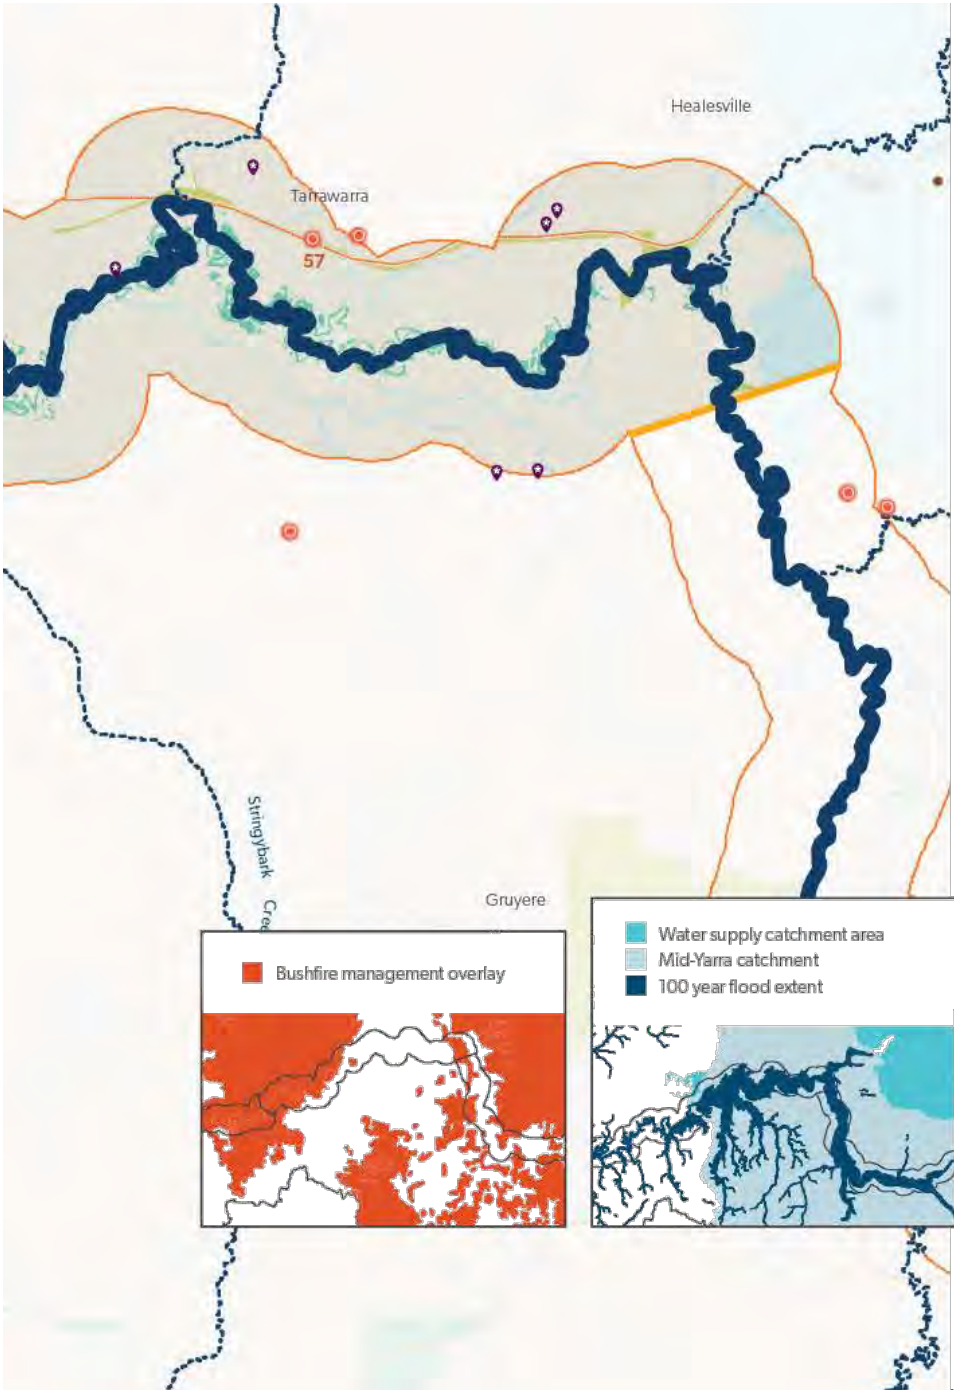 Healesville
Tarrawarra
57
Stringybark Cree
Gruyere
Bushfire management overlay
Water supply catchment area
Mid-Yarra catchment
100 year flood extent